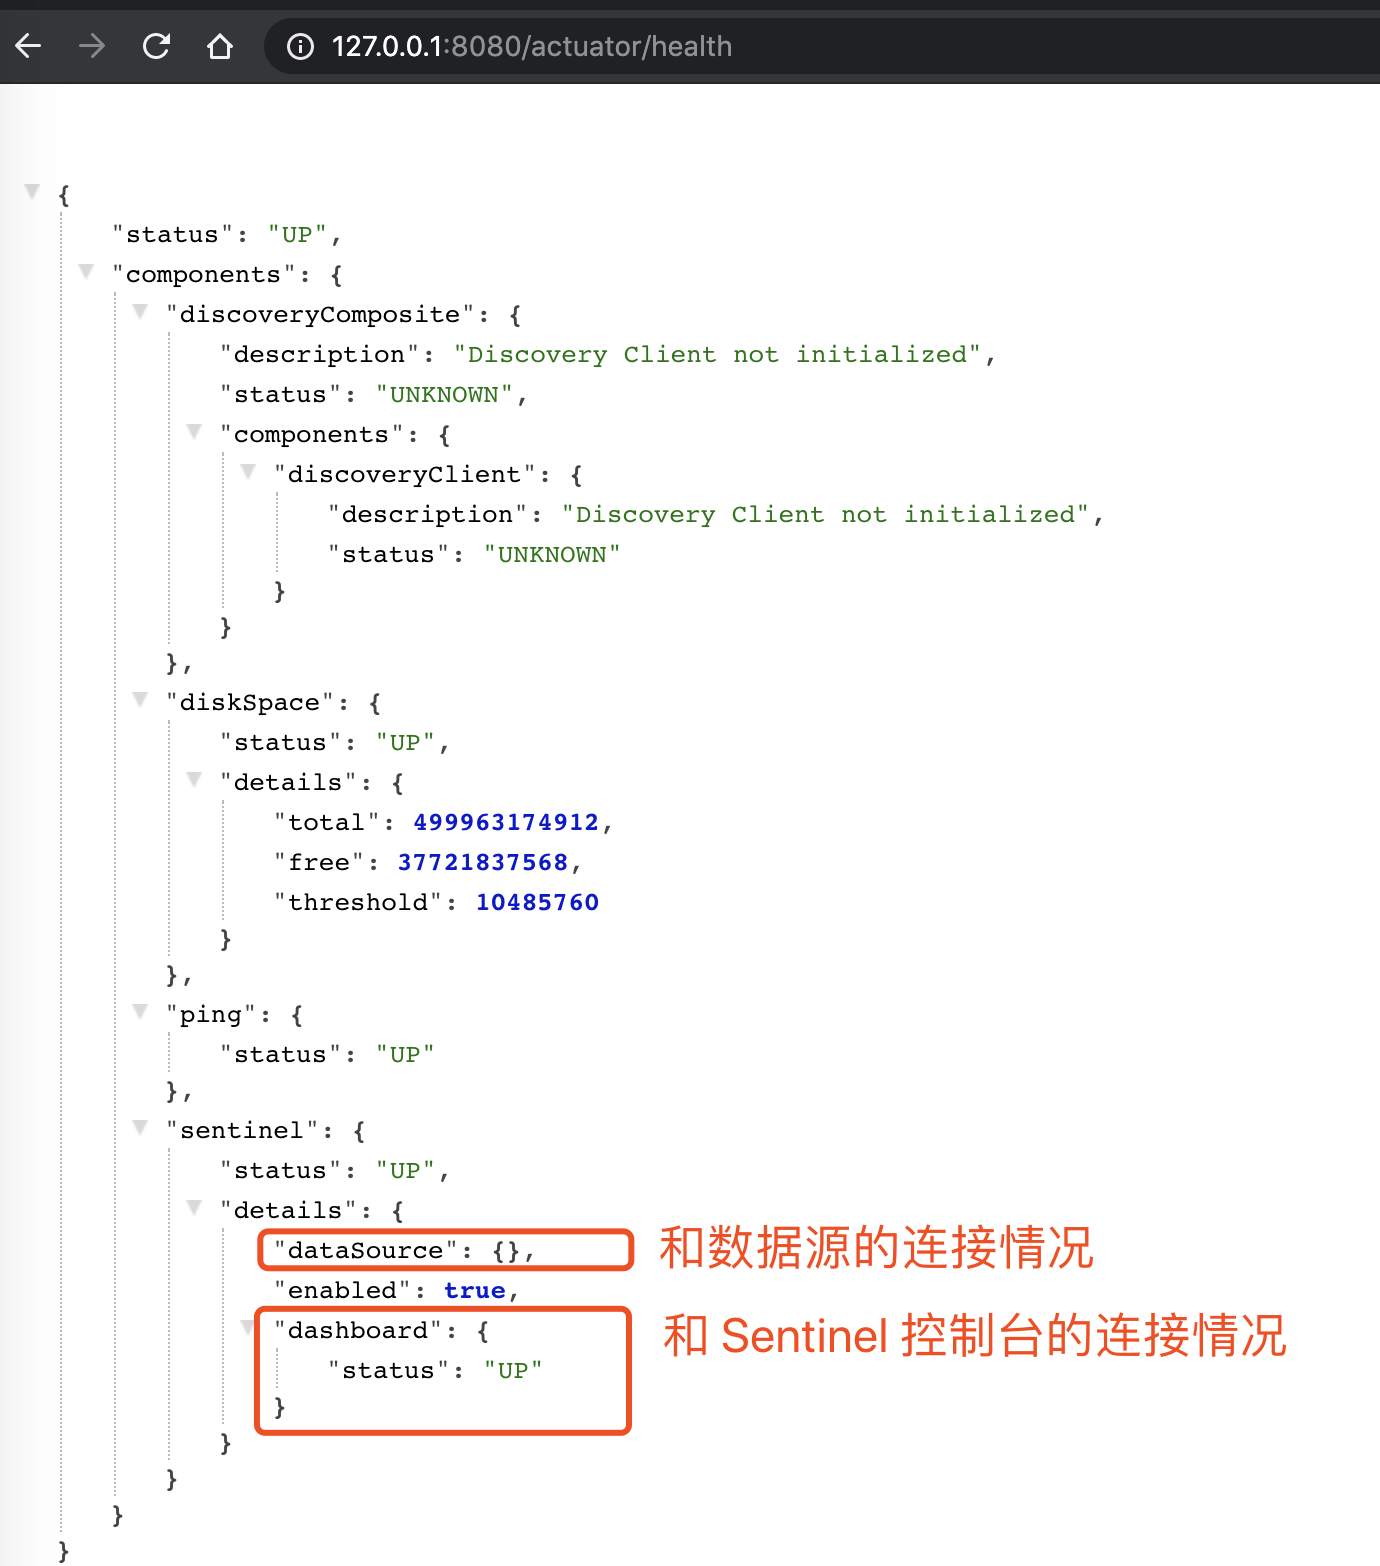 127.0.0.1:8080/actuator/health
{
"status": "UP",
"components": {
"discoveryComposite": {
"description": "Discovery Client not initialized",
"status": "UNKNOWN",
"components": {
"discoveryClient": {
"description": "Discovery Client not initialized",
"status": "UNKNOWN"
}
}
},
"diskSpace": {
"status": "UP",
"details": {
"total": 499963174912,
"free": 37721837568,
"threshold": 10485760
}
},
"ping": {
"status": "UP"
},
"sentinel": {
"status": "UP",
"details": {
"dataSource": {}, 和数据源的连接情况
"enabled": true,
"dashboard": { 和 Sentinel 控制台的连接情况
"status": "UP"
}
}
}
}
}